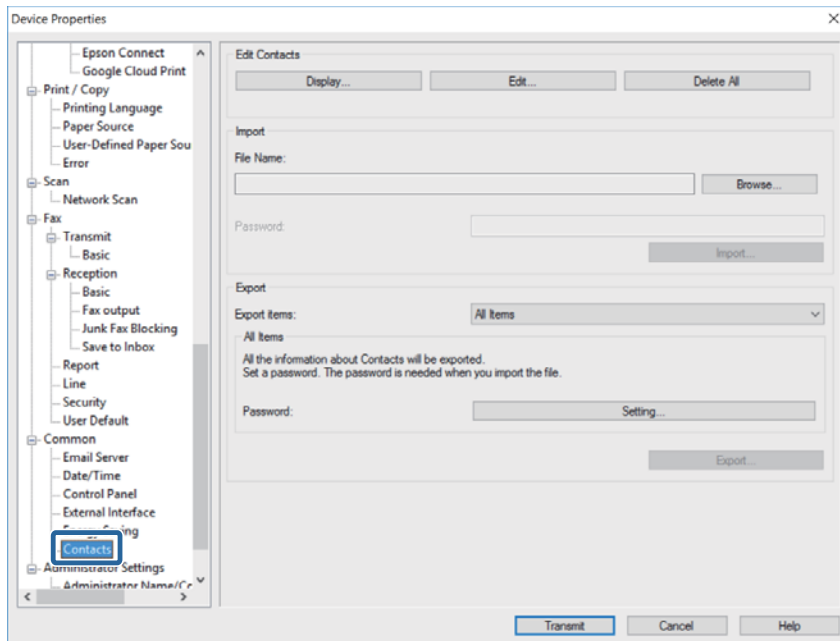 Device Properties
Epson Connect
Google Cloud Print
Print / Copy
Printing Language
Paper Source
User-Defined Paper Sou
Error
Scan
Network Scan
Fax
Transmit
Basic
Reception
Basic
Fax output
Junk Fax Blocking
Save to Inbox
Report
Line
Security
User Default
Common
Email Server
Date/Time
Control Panel
External Interface
Energy Saving
Contacts
Administrator Settings
Administrator Name/Cr
Edit Contacts
Display...
Edit...
Delete All
Import
File Name:
Browse...
Password:
Import...
Export
Export items:
All Items
All Items
All the information about Contacts will be exported.
Set a password. The password is needed when you import the file.
Password:
Setting...
Export...
Transmit
Cancel
Help